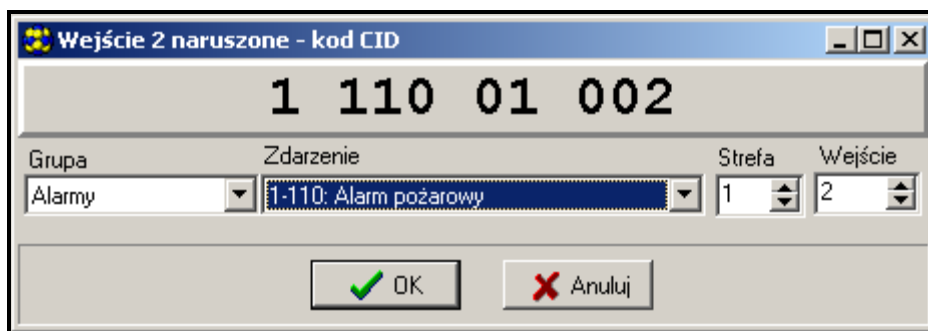 Wejście 2 naruszone - kod CID
1 110 01 002
Grupa Zdarzenie Strefa Wejście
Alarmy 1-110: Alarm pożarowy 1 2
OK Anuluj